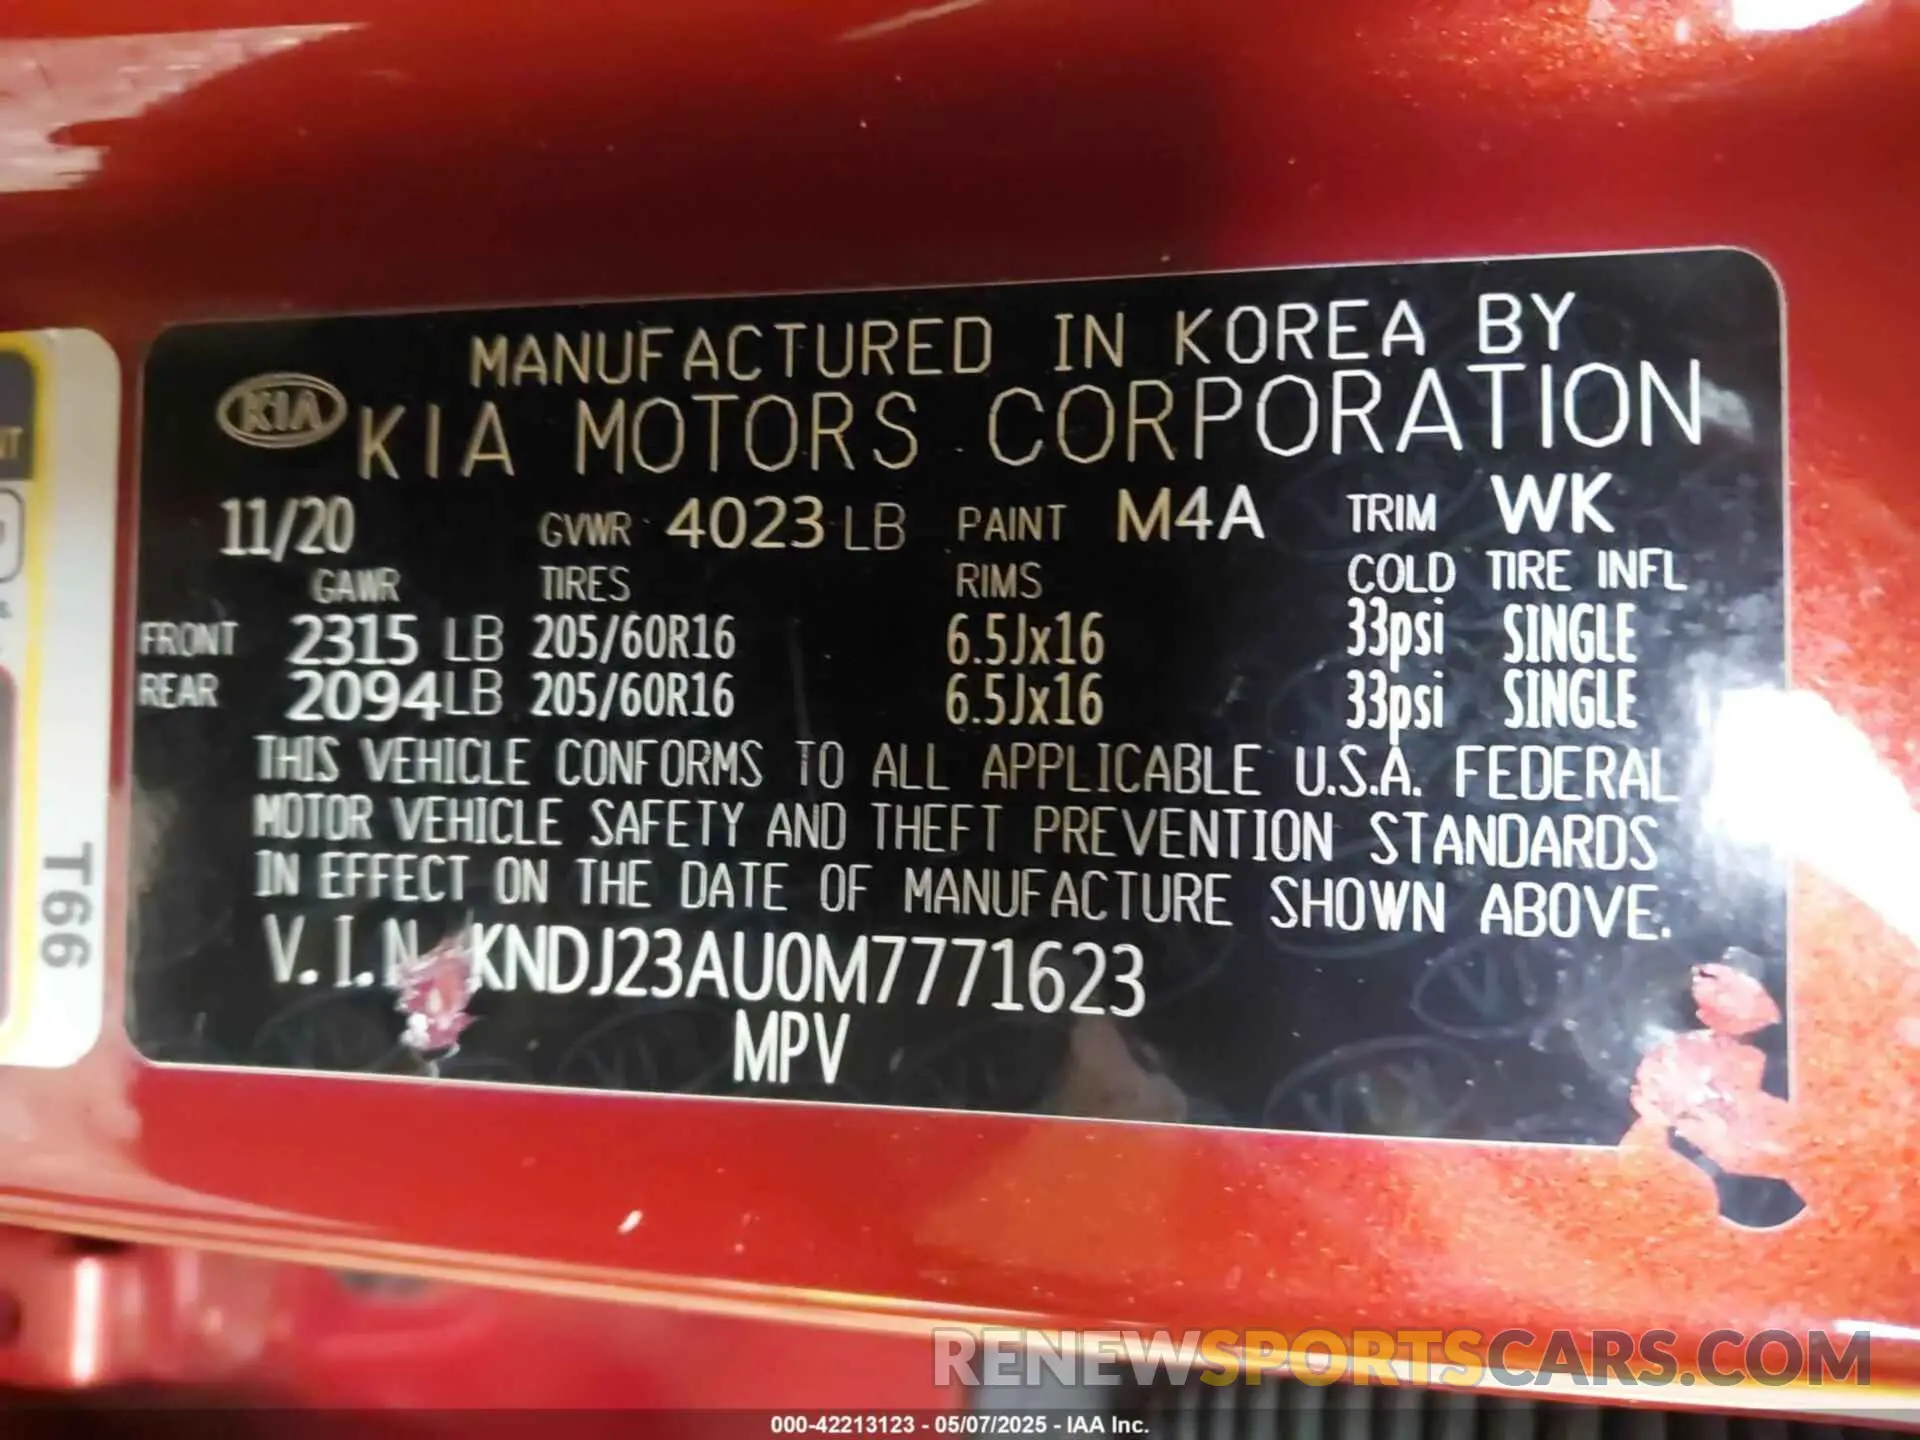 MANUFACTURED IN KOREA BY
KIA KIA MOTORS CORPORATION
11/20 GVWR 4023 LB PAINT M4A TRIM WK
GAWR TIRES RIMS COLD TIRE INFL
FRONT 2315 LB 205/60R16 6.5Jx16 33psi SINGLE
REAR 2094LB 205/60R16 6.5Jx16 33psi SINGLE
THIS VEHICLE CONFORMS TO ALL APPLICABLE U.S.A. FEDERAL
MOTOR VEHICLE SAFETY AND THEFT PREVENTION STANDARDS
IN EFFECT ON THE DATE OF MANUFACTURE SHOWN ABOVE.
V.I.N KNDJ23AU0M7771623
MPV
T66
RENEWSPORTSCARS.COM
000-42213123 - 05/07/2025 - IAA Inc.